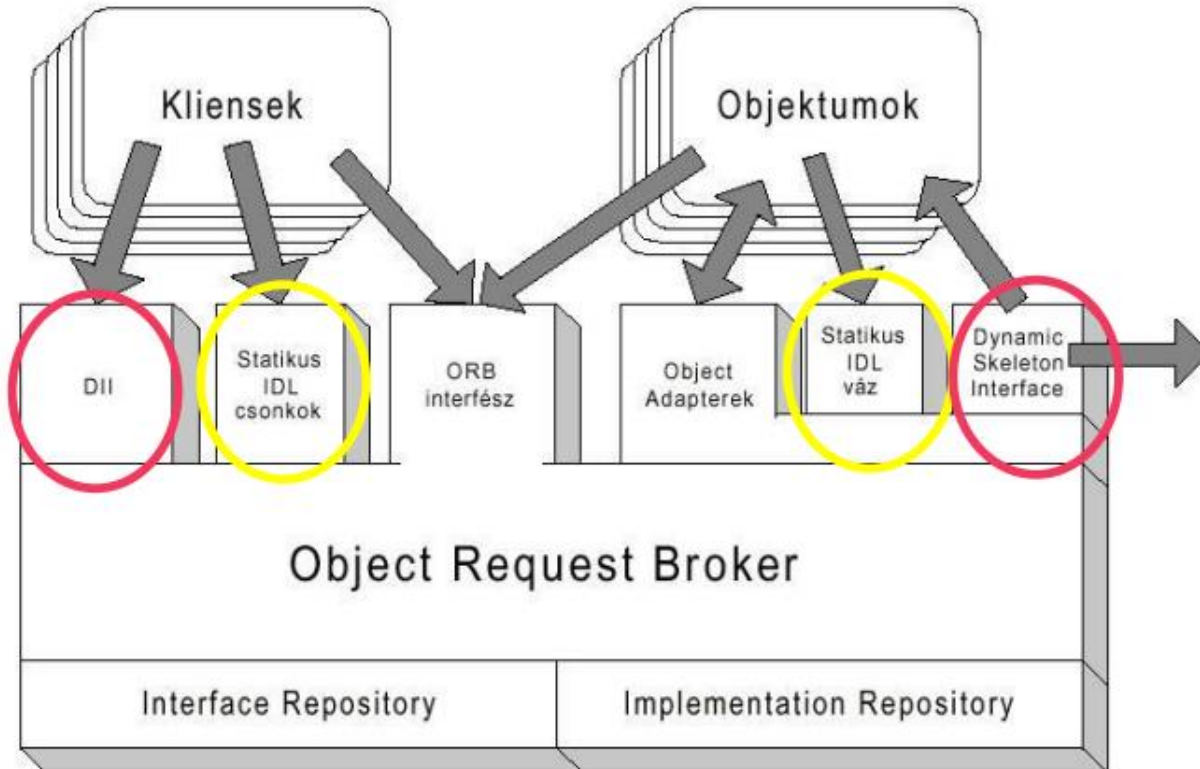 Kliensek
Objektumok
DII
Statikus
IDL
csonkok
ORB
interfész
Object
Adapterek
Statikus
IDL
váz
Dynamic
Skeleton
Interface
Object Request Broker
Interface Repository
Implementation Repository